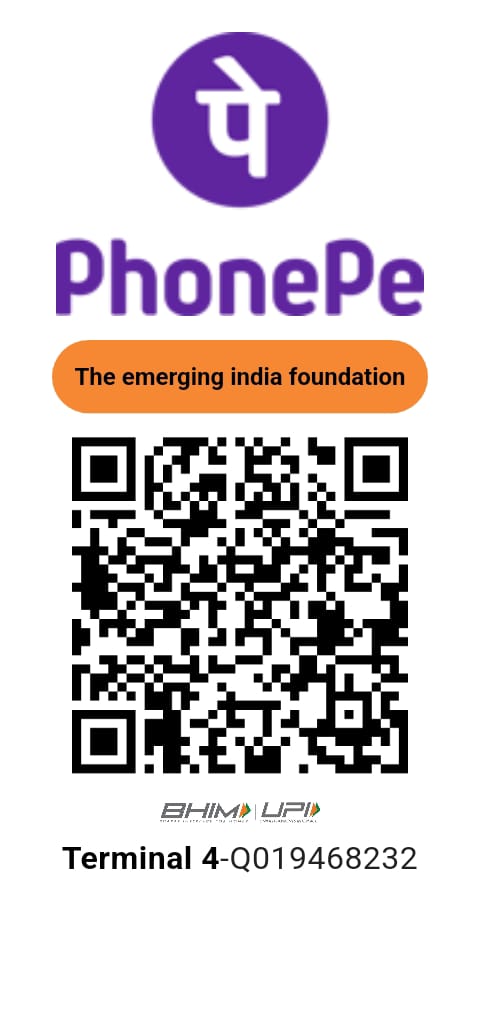 पे
PhonePe
The emerging india foundation
BHIM UPI
Terminal 4-Q019468232